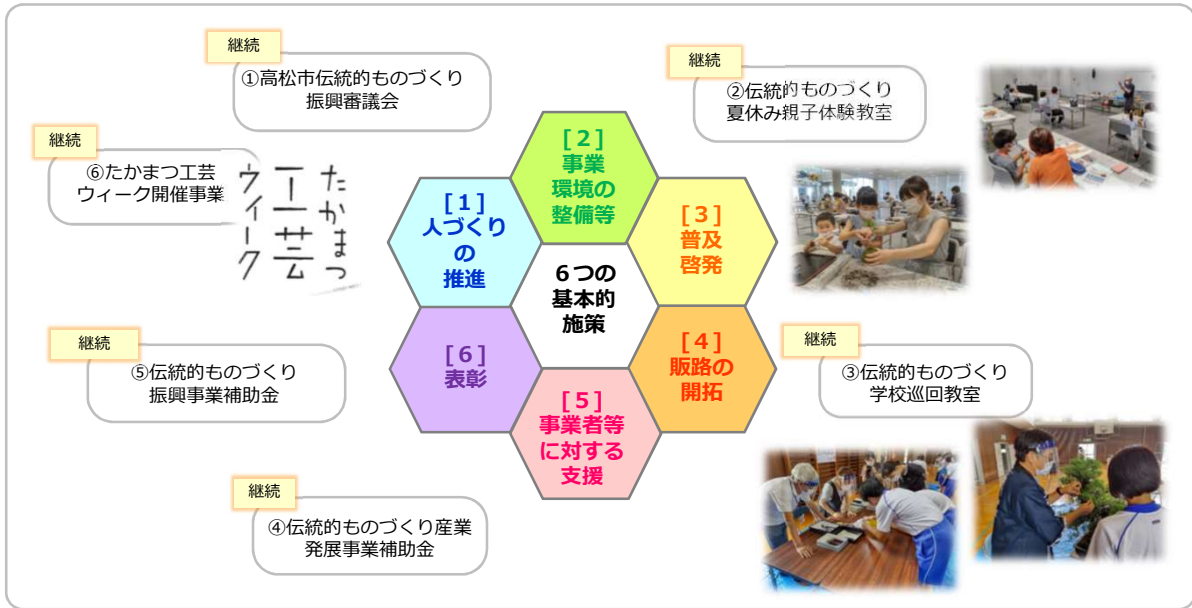 継続
①高松市伝統的ものづくり
振興審議会
継続
②伝統的ものづくり
夏休み親子体験教室
継続
⑥たかまつ工芸
ウィーク開催事業
たかまつ
工芸
ウィーク
[1]
人づくり
の
推進
[2]
事業
環境の
整備等
[3]
普及
啓発
6つの
基本的
施策
[4]
販路の
開拓
[5]
事業者等
に対する
支援
[6]
表彰
継続
③伝統的ものづくり
学校巡回教室
継続
⑤伝統的ものづくり
振興事業補助金
継続
④伝統的ものづくり産業
発展事業補助金